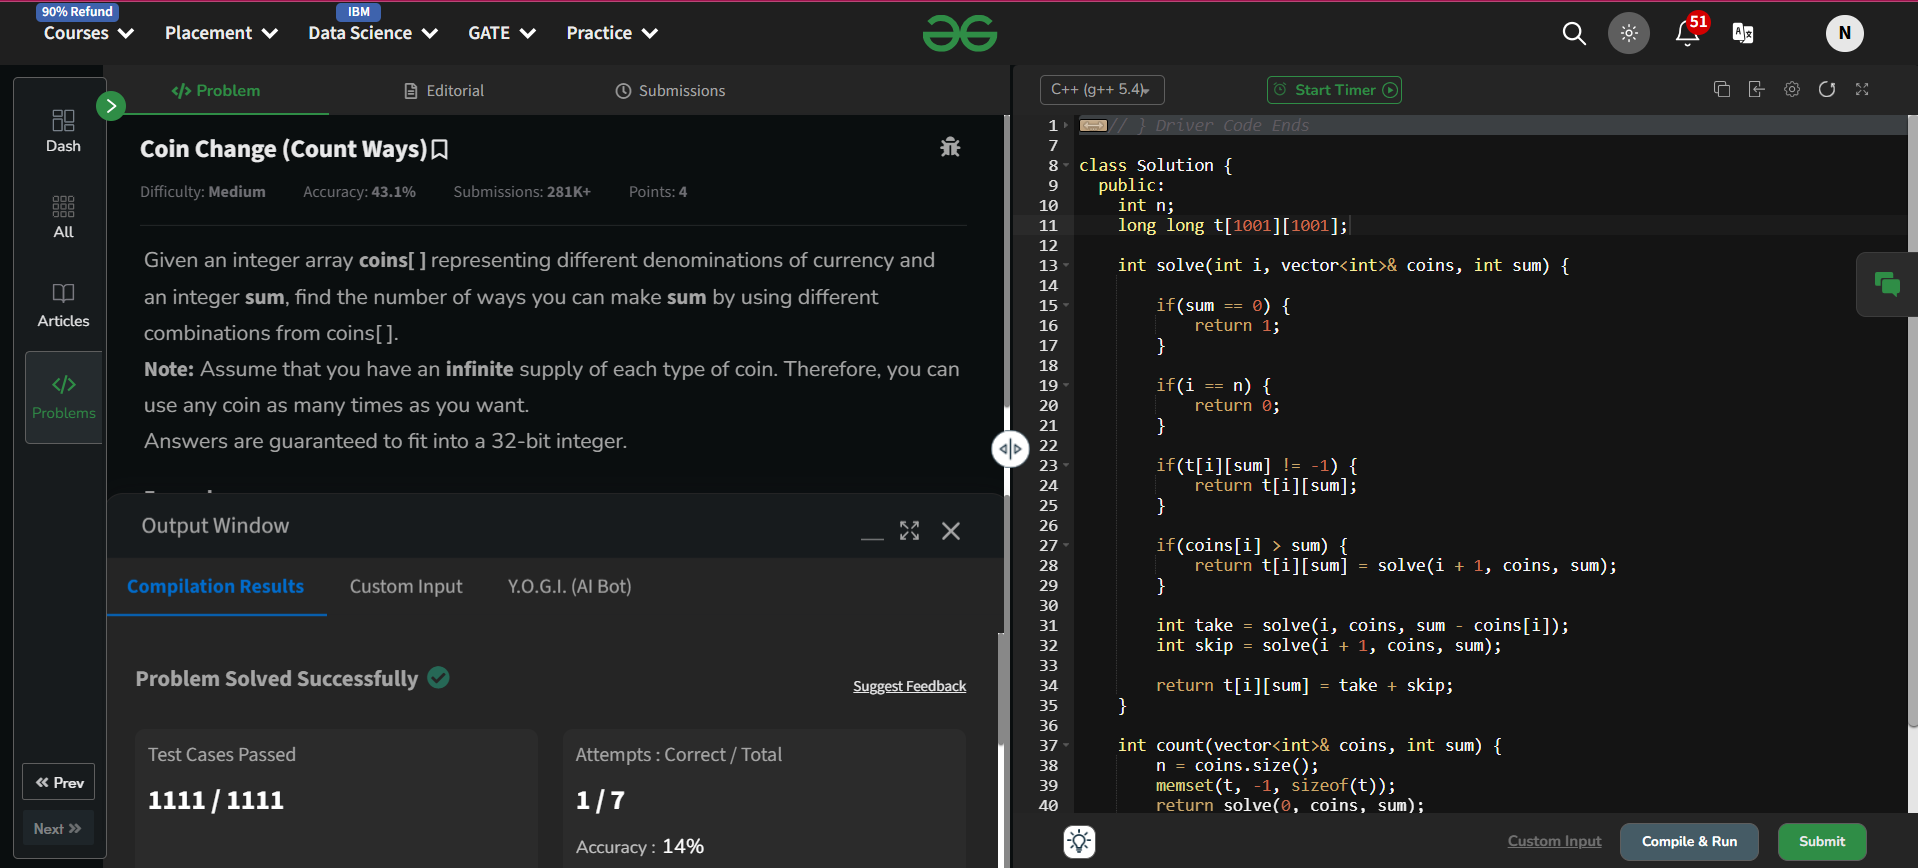 90% Refund
IBM
Courses
Placement
Data Science
GATE
Practice
51
N
Dash
All
Articles
Problems
Prev
Next
Problem
Editorial
Submissions
Coin Change (Count Ways)
Difficulty: Medium
Accuracy: 43.1%
Submissions: 281K+
Points: 4
Given an integer array coins[ ] representing different denominations of currency and
an integer sum, find the number of ways you can make sum by using different
combinations from coins[ ].
Note: Assume that you have an infinite supply of each type of coin. Therefore, you can
use any coin as many times as you want.
Answers are guaranteed to fit into a 32-bit integer.
Output Window
Compilation Results
Custom Input
Y.O.G.I. (AI Bot)
Problem Solved Successfully
Suggest Feedback
Test Cases Passed
1111 / 1111
Attempts : Correct / Total
1 / 7
Accuracy : 14%
C++ (g++ 5.4)
Start Timer
1 // } Driver Code Ends
7
8 class Solution {
9 public:
10 int n;
11 long long t[1001][1001];
12
13 int solve(int i, vector<int>& coins, int sum) {
14
15 if(sum == 0) {
16 return 1;
17 }
18
19 if(i == n) {
20 return 0;
21 }
22
23 if(t[i][sum] != -1) {
24 return t[i][sum];
25 }
26
27 if(coins[i] > sum) {
28 return t[i][sum] = solve(i + 1, coins, sum);
29 }
30
31 int take = solve(i, coins, sum - coins[i]);
32 int skip = solve(i + 1, coins, sum);
33
34 return t[i][sum] = take + skip;
35 }
36
37 int count(vector<int>& coins, int sum) {
38 n = coins.size();
39 memset(t, -1, sizeof(t));
40 return solve(0, coins, sum);
Custom Input
Compile & Run
Submit